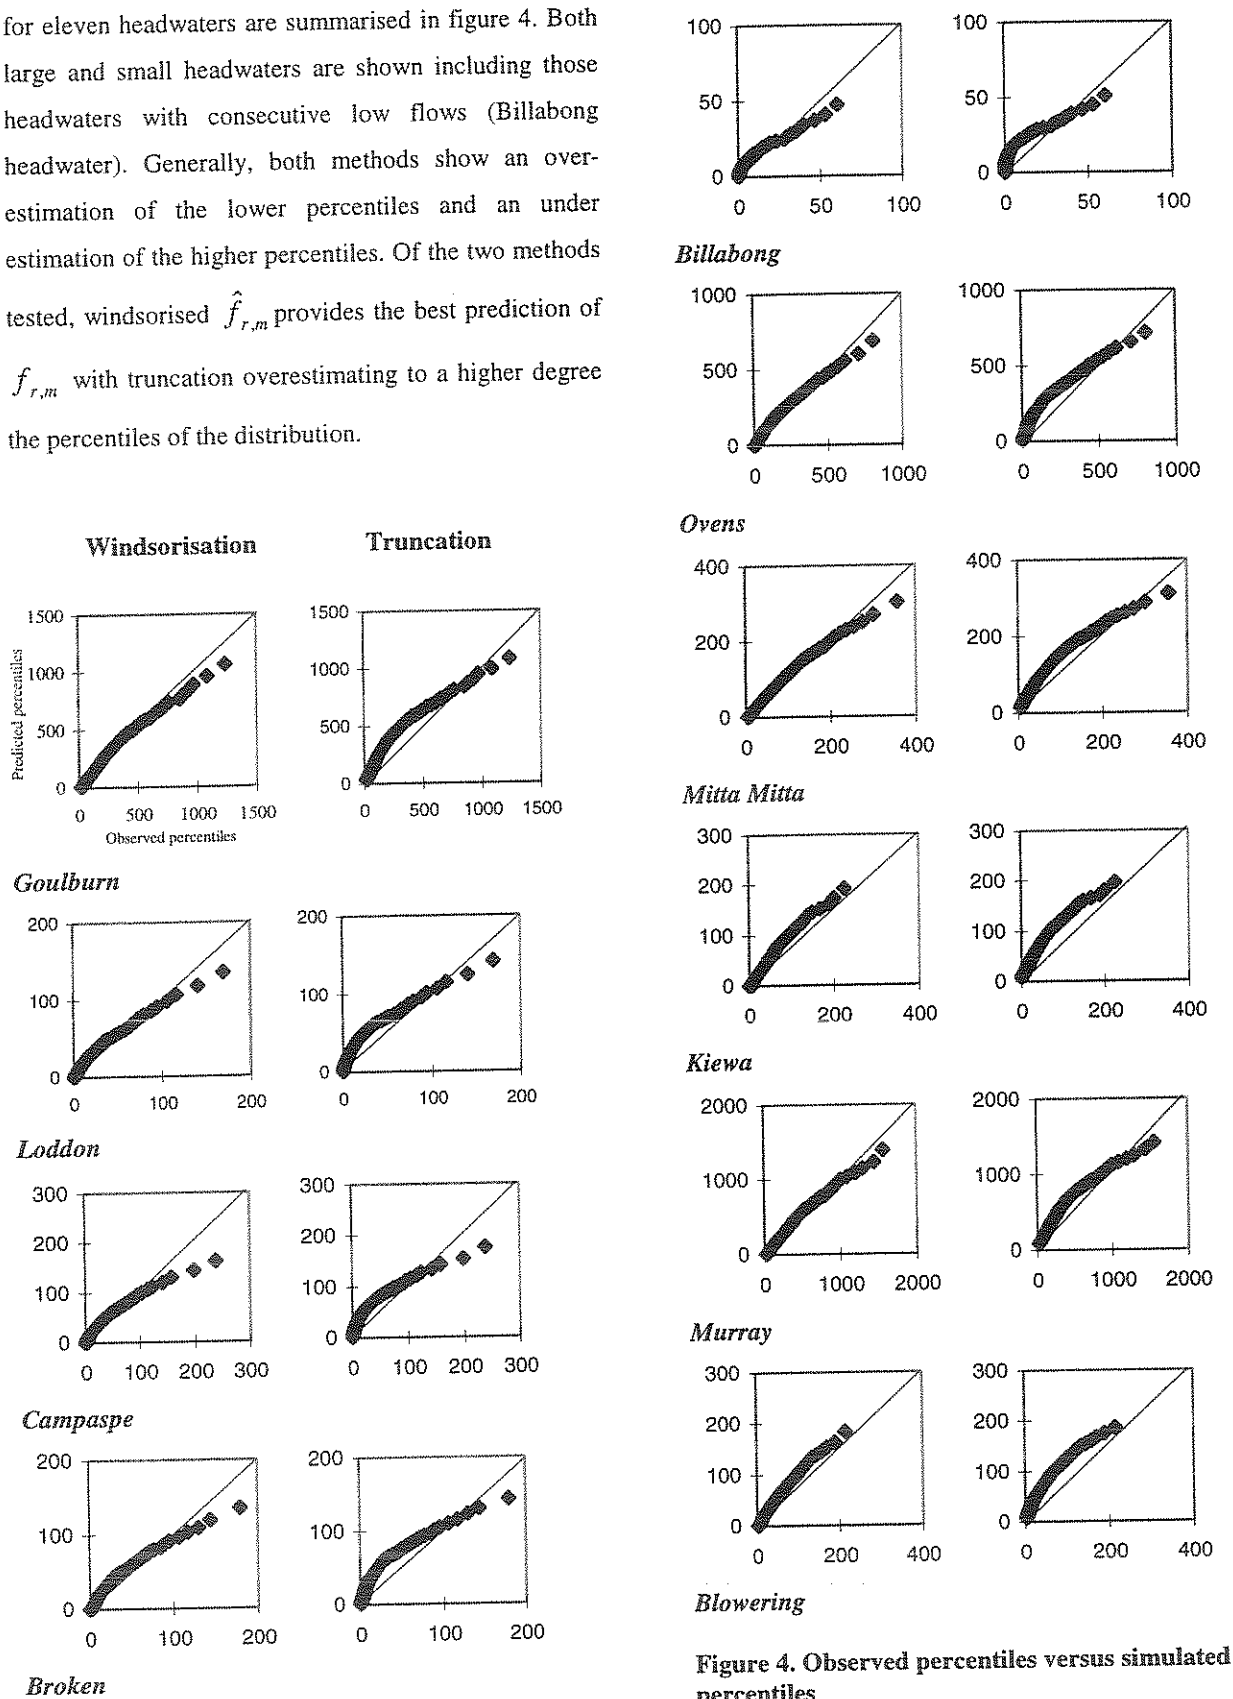 for eleven headwaters are summarised in figure 4. Both
large and small headwaters are shown including those
headwaters with consecutive low flows (Billabong
headwater). Generally, both methods show an over-
estimation of the lower percentiles and an under
estimation of the higher percentiles. Of the two methods
tested, windsorised f̂ r,m provides the best prediction of
f r,m with truncation overestimating to a higher degree
the percentiles of the distribution.
Windsorisation Truncation
1500
1000
500
0
0 500 1000 1500
Predicted percentiles
Observed percentiles
1500
1000
500
0
0 500 1000 1500
Goulburn
200
100
0
0 100 200
200
100
0
0 100 200
Loddon
300
200
100
0
0 100 200 300
300
200
100
0
0 100 200 300
Campaspe
200
100
0
0 100 200
200
100
0
0 100 200
Broken
100
50
0
0 50 100
100
50
0
0 50 100
Billabong
1000
500
0
0 500 1000
1000
500
0
0 500 1000
Ovens
400
200
0
0 200 400
400
200
0
0 200 400
Mitta Mitta
300
200
100
0
0 200 400
300
200
100
0
0 200 400
Kiewa
2000
1000
0
0 1000 2000
2000
1000
0
0 1000 2000
Murray
300
200
100
0
0 200 400
300
200
100
0
0 200 400
Blowering
Figure 4. Observed percentiles versus simulated
percentiles